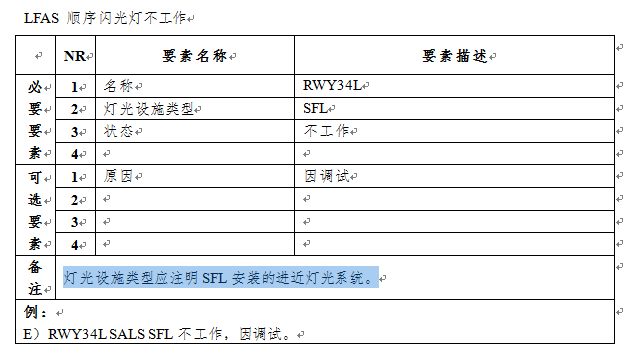 LFAS 顺序闪光灯不工作
NR 要素名称 要素描述
必要要素
1 名称 RWY34L
2 灯光设施类型 SFL
3 状态 不工作
4
可选要素
1 原因 因调试
2
3
4
备注 灯光设施类型应注明 SFL 安装的进近灯光系统。
例：
E）RWY34L SALS SFL 不工作，因调试。